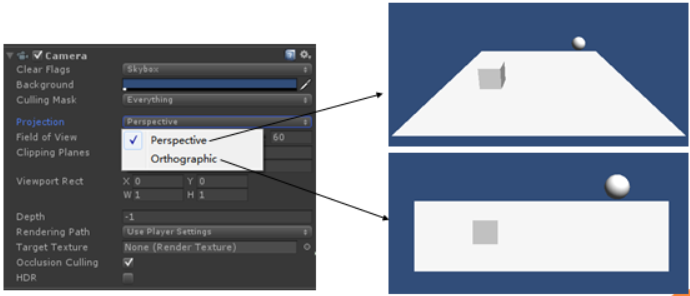 Camera
Clear Flags Skybox
Background
Culling Mask Everything
Projection Perspective
Field of View 60
Perspective
Clipping Planes
Orthographic
Viewport Rect X 0 Y 0
W 1 H 1
Depth -1
Rendering Path Use Player Settings
Target Texture None (Render Texture)
Occlusion Culling
HDR